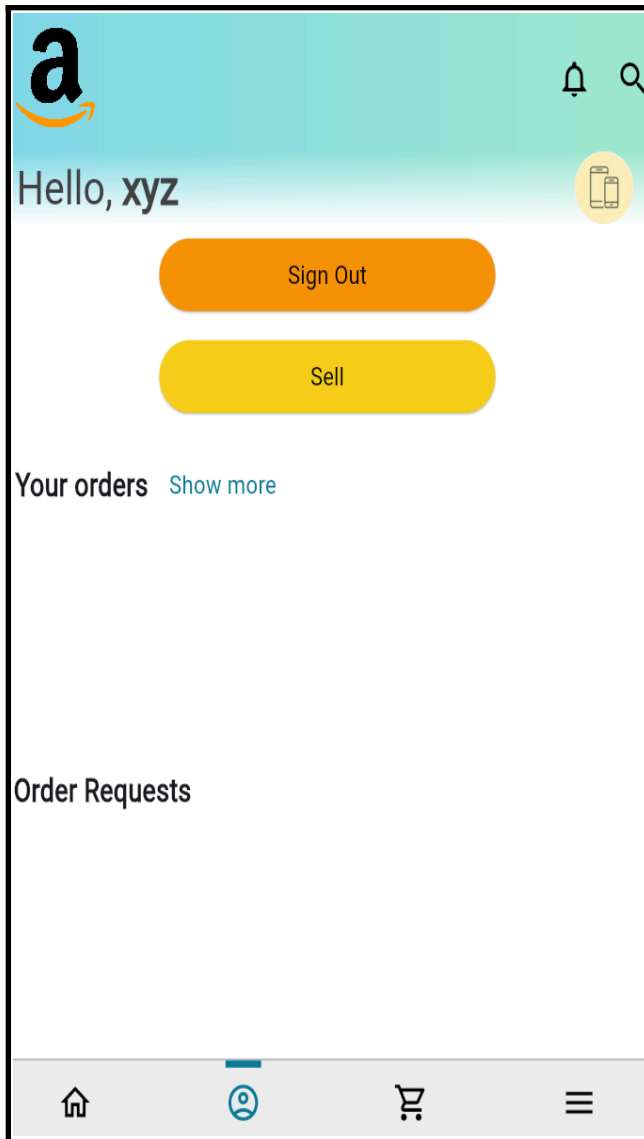 a
Hello, xyz
Sign Out
Sell
Your orders Show more
Order Requests